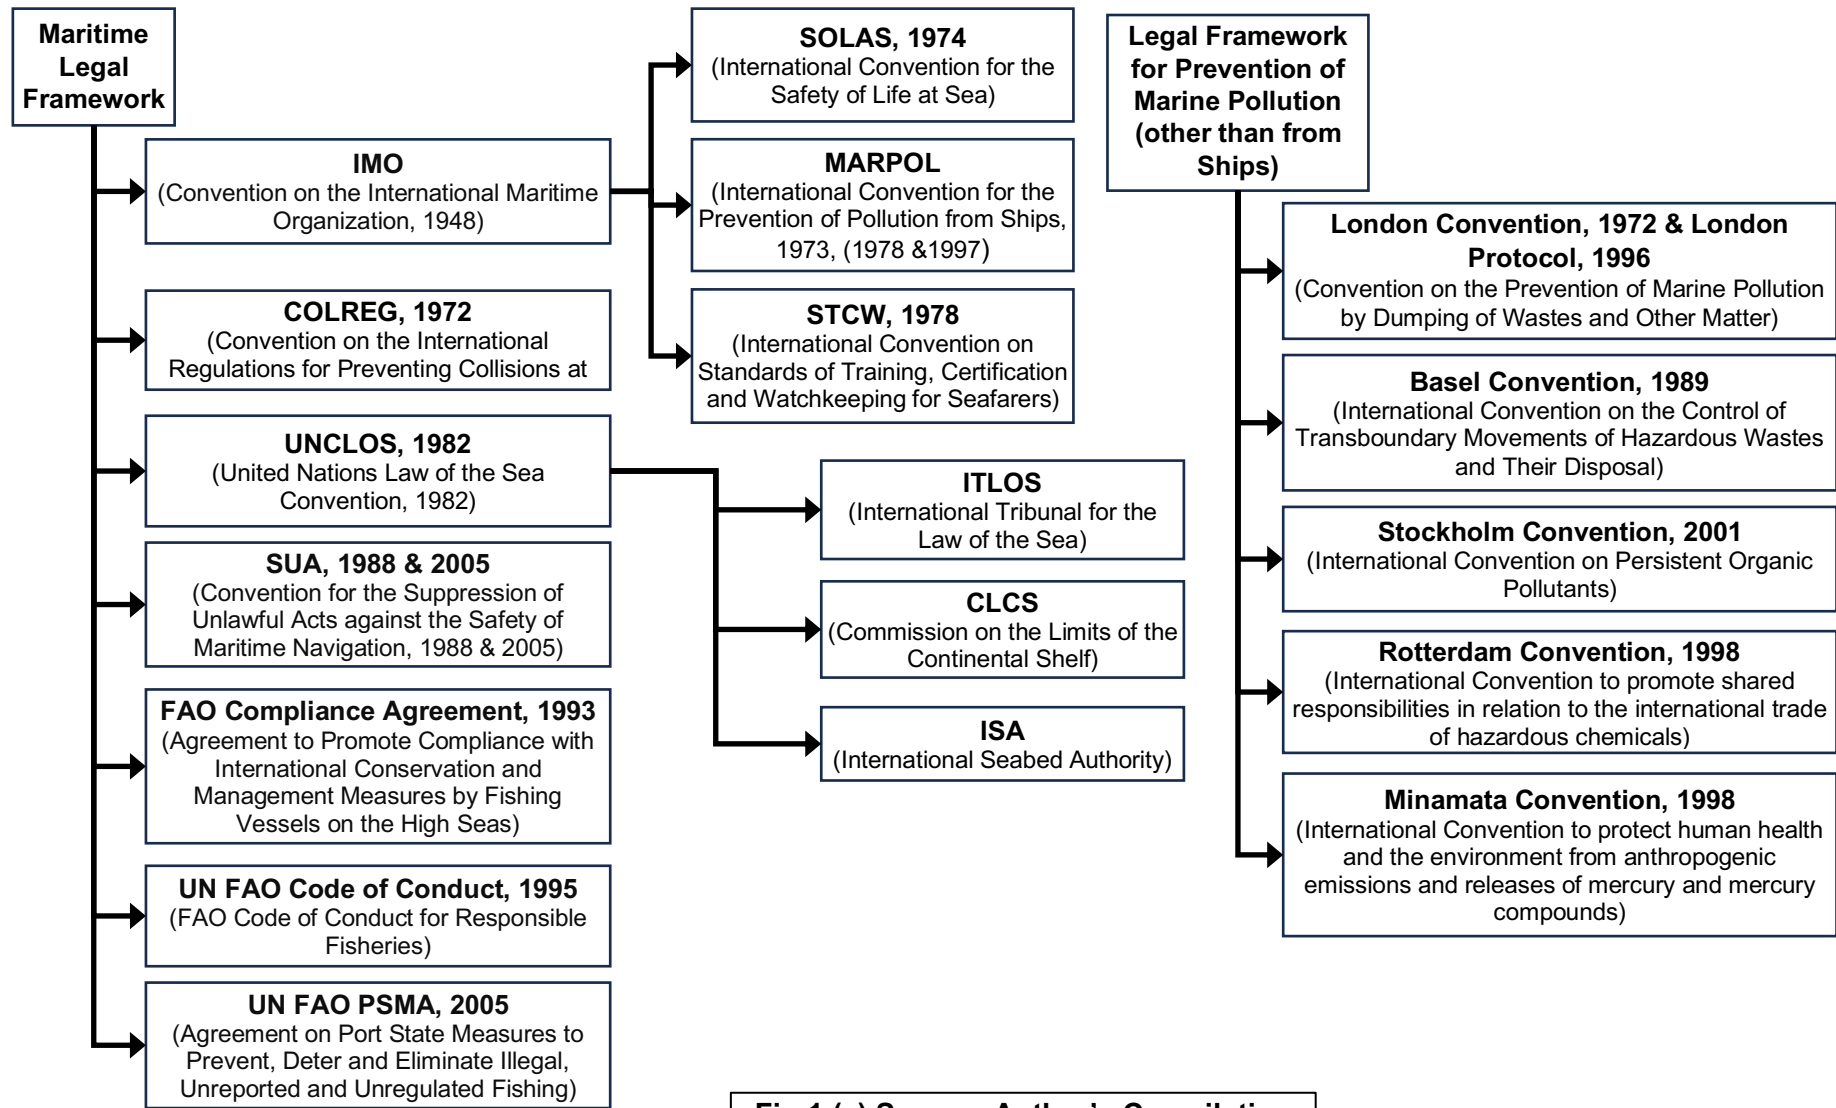 Maritime
Legal
Framework
IMO
(Convention on the International Maritime
Organization, 1948)
COLREG, 1972
(Convention on the International
Regulations for Preventing Collisions at
UNCLOS, 1982
(United Nations Law of the Sea
Convention, 1982)
SUA, 1988 & 2005
(Convention for the Suppression of
Unlawful Acts against the Safety of
Maritime Navigation, 1988 & 2005)
FAO Compliance Agreement, 1993
(Agreement to Promote Compliance with
International Conservation and
Management Measures by Fishing
Vessels on the High Seas)
UN FAO Code of Conduct, 1995
(FAO Code of Conduct for Responsible
Fisheries)
UN FAO PSMA, 2005
(Agreement on Port State Measures to
Prevent, Deter and Eliminate Illegal,
Unreported and Unregulated Fishing)
SOLAS, 1974
(International Convention for the
Safety of Life at Sea)
MARPOL
(International Convention for the
Prevention of Pollution from Ships,
1973, (1978 &1997)
STCW, 1978
(International Convention on
Standards of Training, Certification
and Watchkeeping for Seafarers)
ITLOS
(International Tribunal for the
Law of the Sea)
CLCS
(Commission on the Limits of the
Continental Shelf)
ISA
(International Seabed Authority)
Legal Framework
for Prevention of
Marine Pollution
(other than from
Ships)
London Convention, 1972 & London
Protocol, 1996
(Convention on the Prevention of Marine Pollution
by Dumping of Wastes and Other Matter)
Basel Convention, 1989
(International Convention on the Control of
Transboundary Movements of Hazardous Wastes
and Their Disposal)
Stockholm Convention, 2001
(International Convention on Persistent Organic
Pollutants)
Rotterdam Convention, 1998
(International Convention to promote shared
responsibilities in relation to the international trade
of hazardous chemicals)
Minamata Convention, 1998
(International Convention to protect human health
and the environment from anthropogenic
emissions and releases of mercury and mercury
compounds)